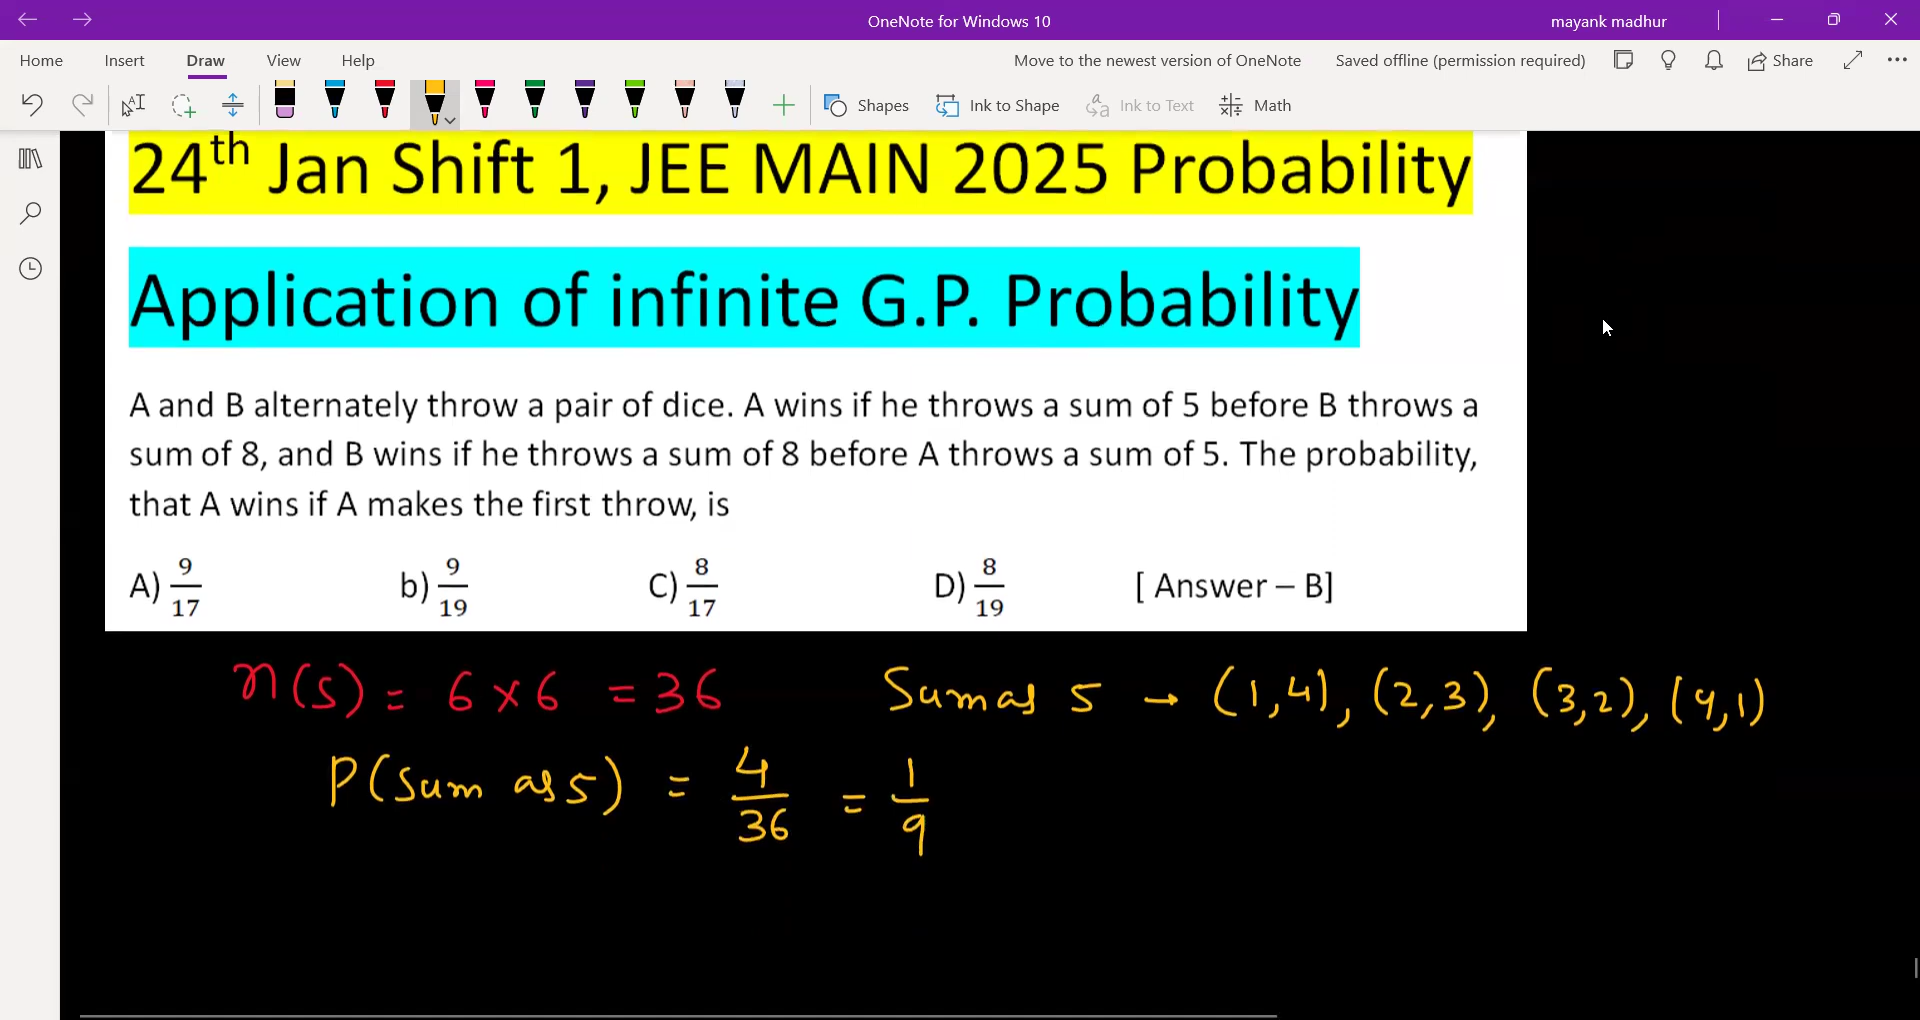 OneNote for Windows 10
mayank madhur
Home Insert Draw View Help
Move to the newest version of OneNote Saved offline (permission required) Share
Shapes Ink to Shape Ink to Text Math
24th Jan Shift 1, JEE MAIN 2025 Probability
Application of infinite G.P. Probability
A and B alternately throw a pair of dice. A wins if he throws a sum of 5 before B throws a
sum of 8, and B wins if he throws a sum of 8 before A throws a sum of 5. The probability,
that A wins if A makes the first throw, is
A) 9/17 b) 9/19 C) 8/17 D) 8/19 [ Answer – B]
n(s) = 6 × 6 = 36
Sum as 5 → (1,4), (2,3), (3,2), (4,1)
P(sum as 5) = 4/36 = 1/9